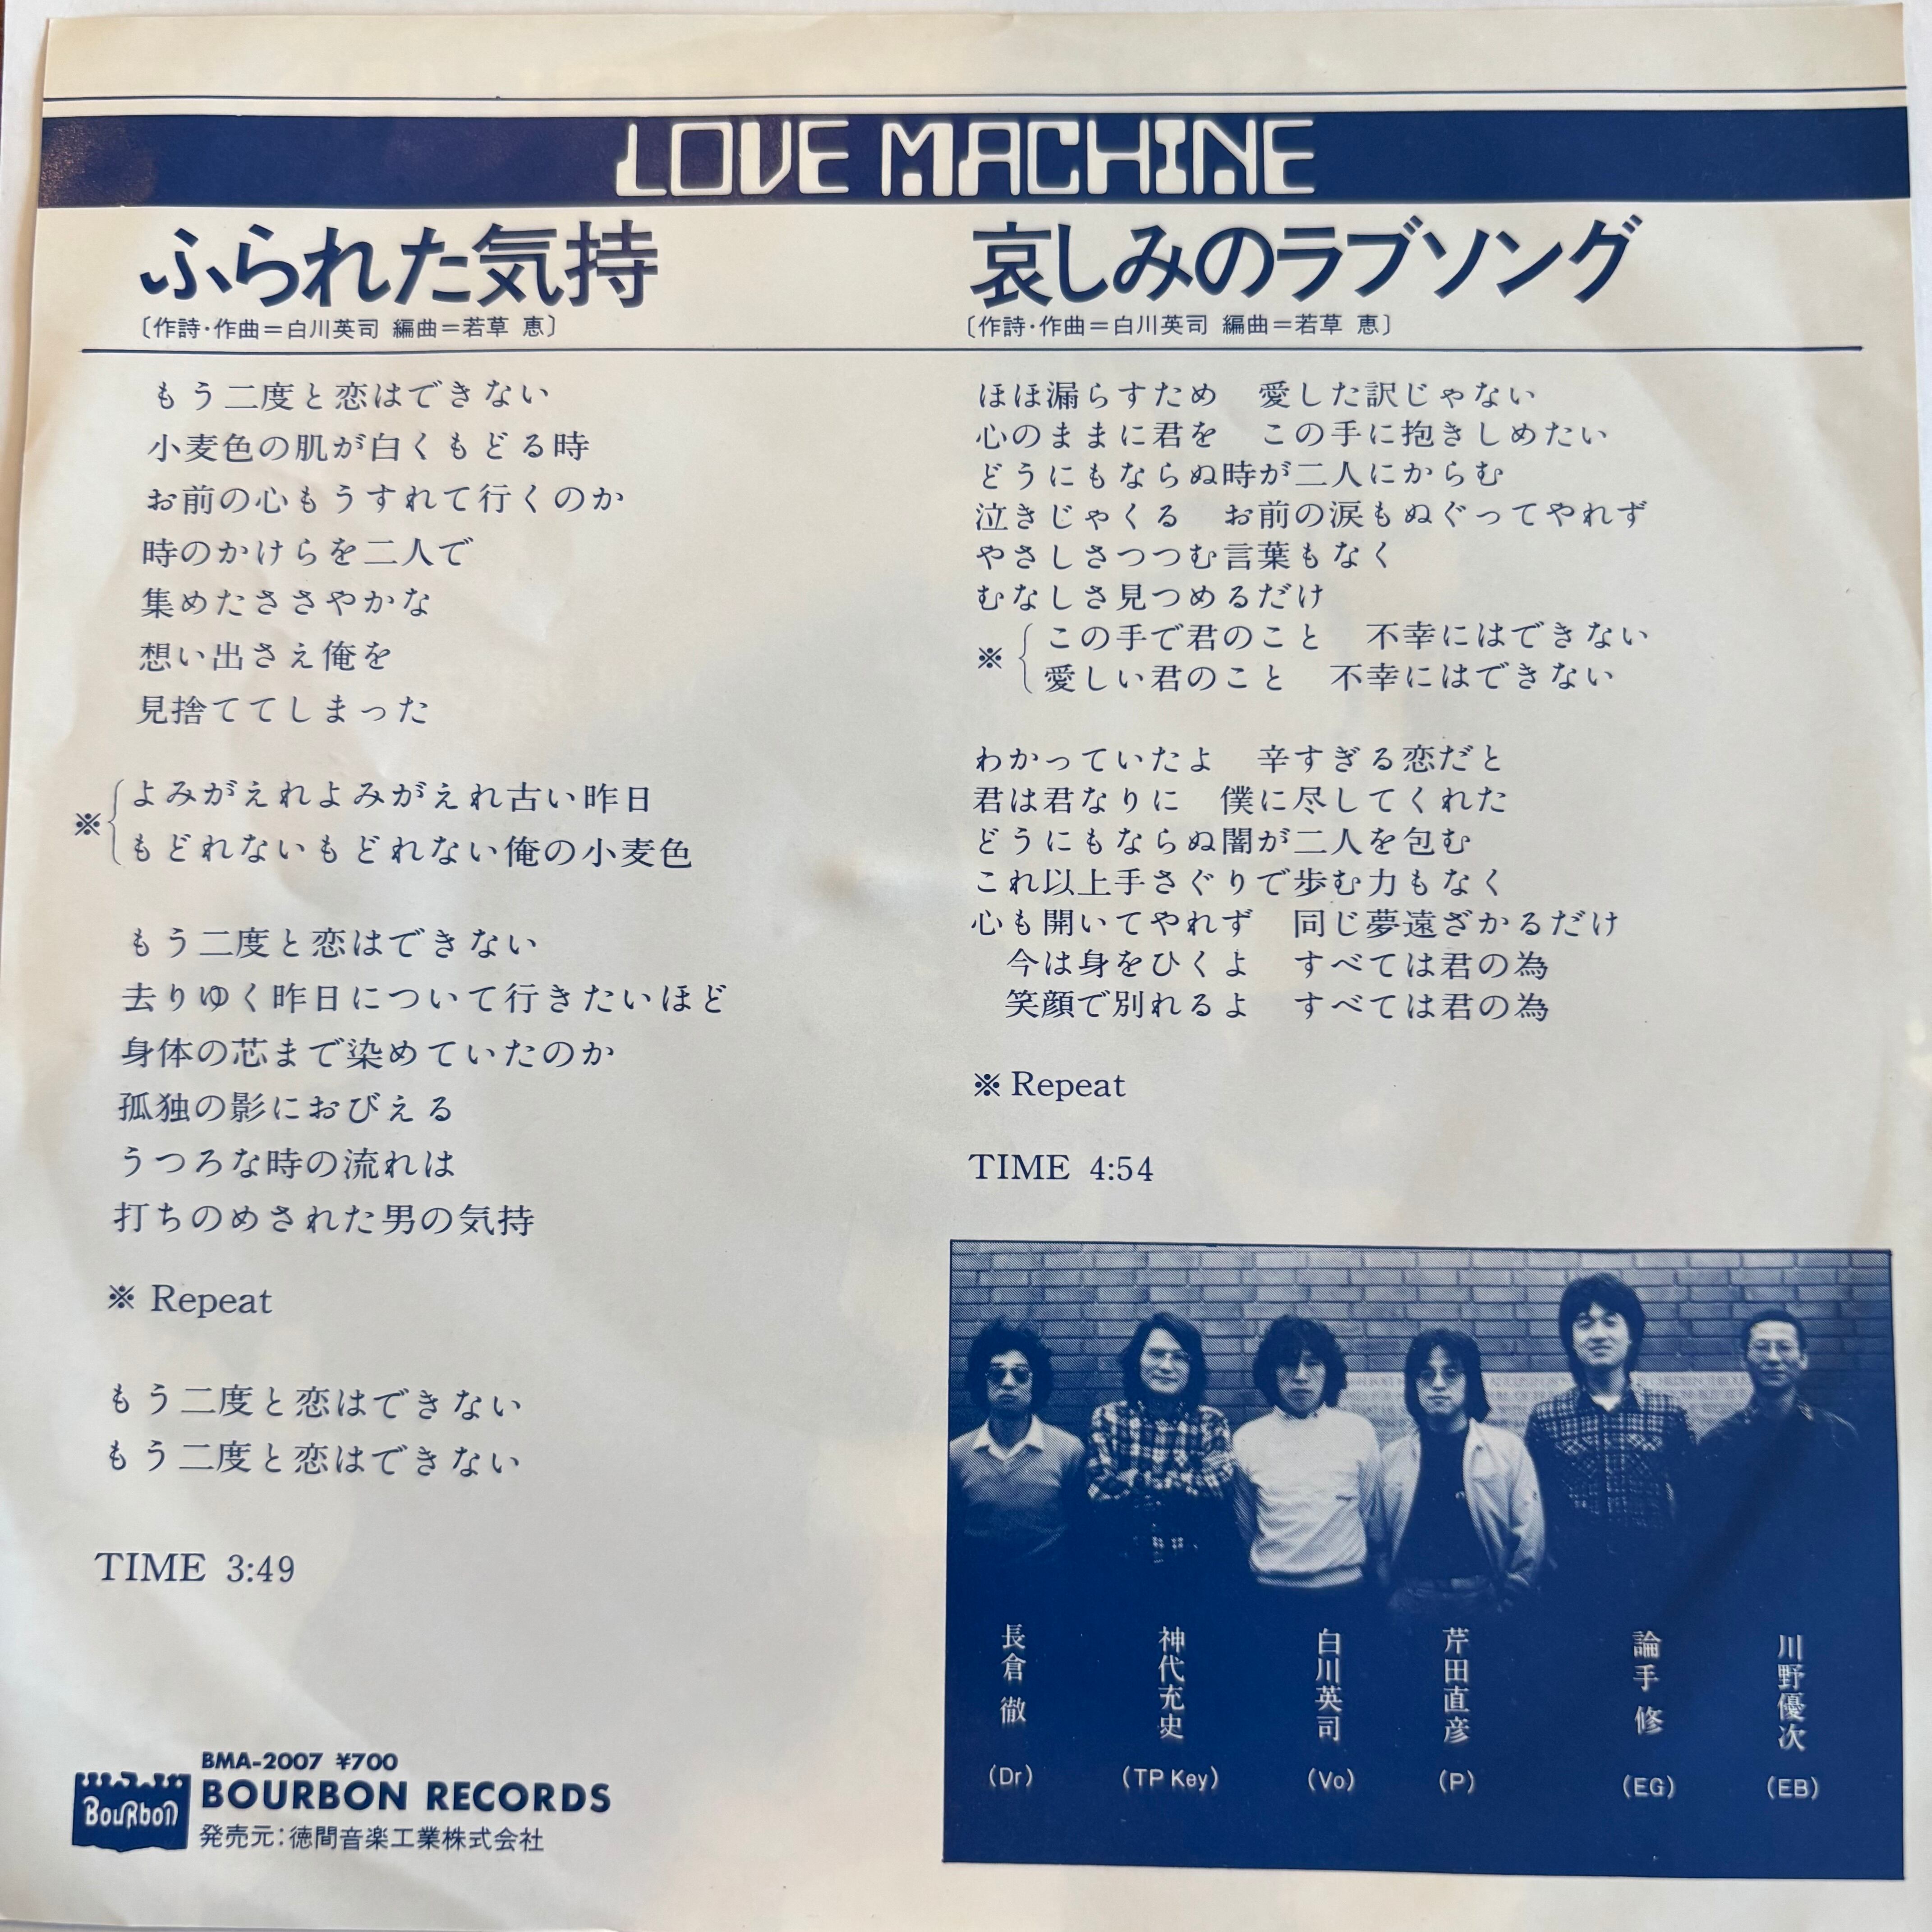 LOVE MACHINE
ふられた気持
〔作詩・作曲＝白川英司 編曲＝若草 恵〕
もう二度と恋はできない
小麦色の肌が白くもどる時
お前の心もうすれて行くのか
時のかけらを二人で
集めたささやかな
想い出さえ俺を
見捨ててしまった
※
よみがえれよみがえれ古い昨日
もどれないもどれない俺の小麦色
もう二度と恋はできない
去りゆく昨日について行きたいほど
身体の芯まで染めていたのか
孤独の影におびえる
うつろな時の流れは
打ちのめされた男の気持
※ Repeat
もう二度と恋はできない
もう二度と恋はできない
TIME 3:49
哀しみのラブソング
〔作詩・作曲＝白川英司 編曲＝若草 恵〕
ほほ漏らすため　愛した訳じゃない
心のままに君を　この手に抱きしめたい
どうにもならぬ時が二人にからむ
泣きじゃくる　お前の涙もぬぐってやれず
やさしさつつむ言葉もなく
むなしさ見つめるだけ
※
この手で君のこと　不幸にはできない
愛しい君のこと　不幸にはできない
わかっていたよ　辛すぎる恋だと
君は君なりに　僕に尽してくれた
どうにもならぬ闇が二人を包む
これ以上手さぐりで歩む力もなく
心も開いてやれず　同じ夢遠ざかるだけ
今は身をひくよ　すべては君の為
笑顔で別れるよ　すべては君の為
※ Repeat
TIME 4:54
長倉 徹
(Dr)
神代充史
(TP Key)
白川英司
(Vo)
芹田直彦
(P)
論手 修
(EG)
川野優次
(EB)
Bourbon
BMA-2007 ¥700
BOURBON RECORDS
発売元：徳間音楽工業株式会社